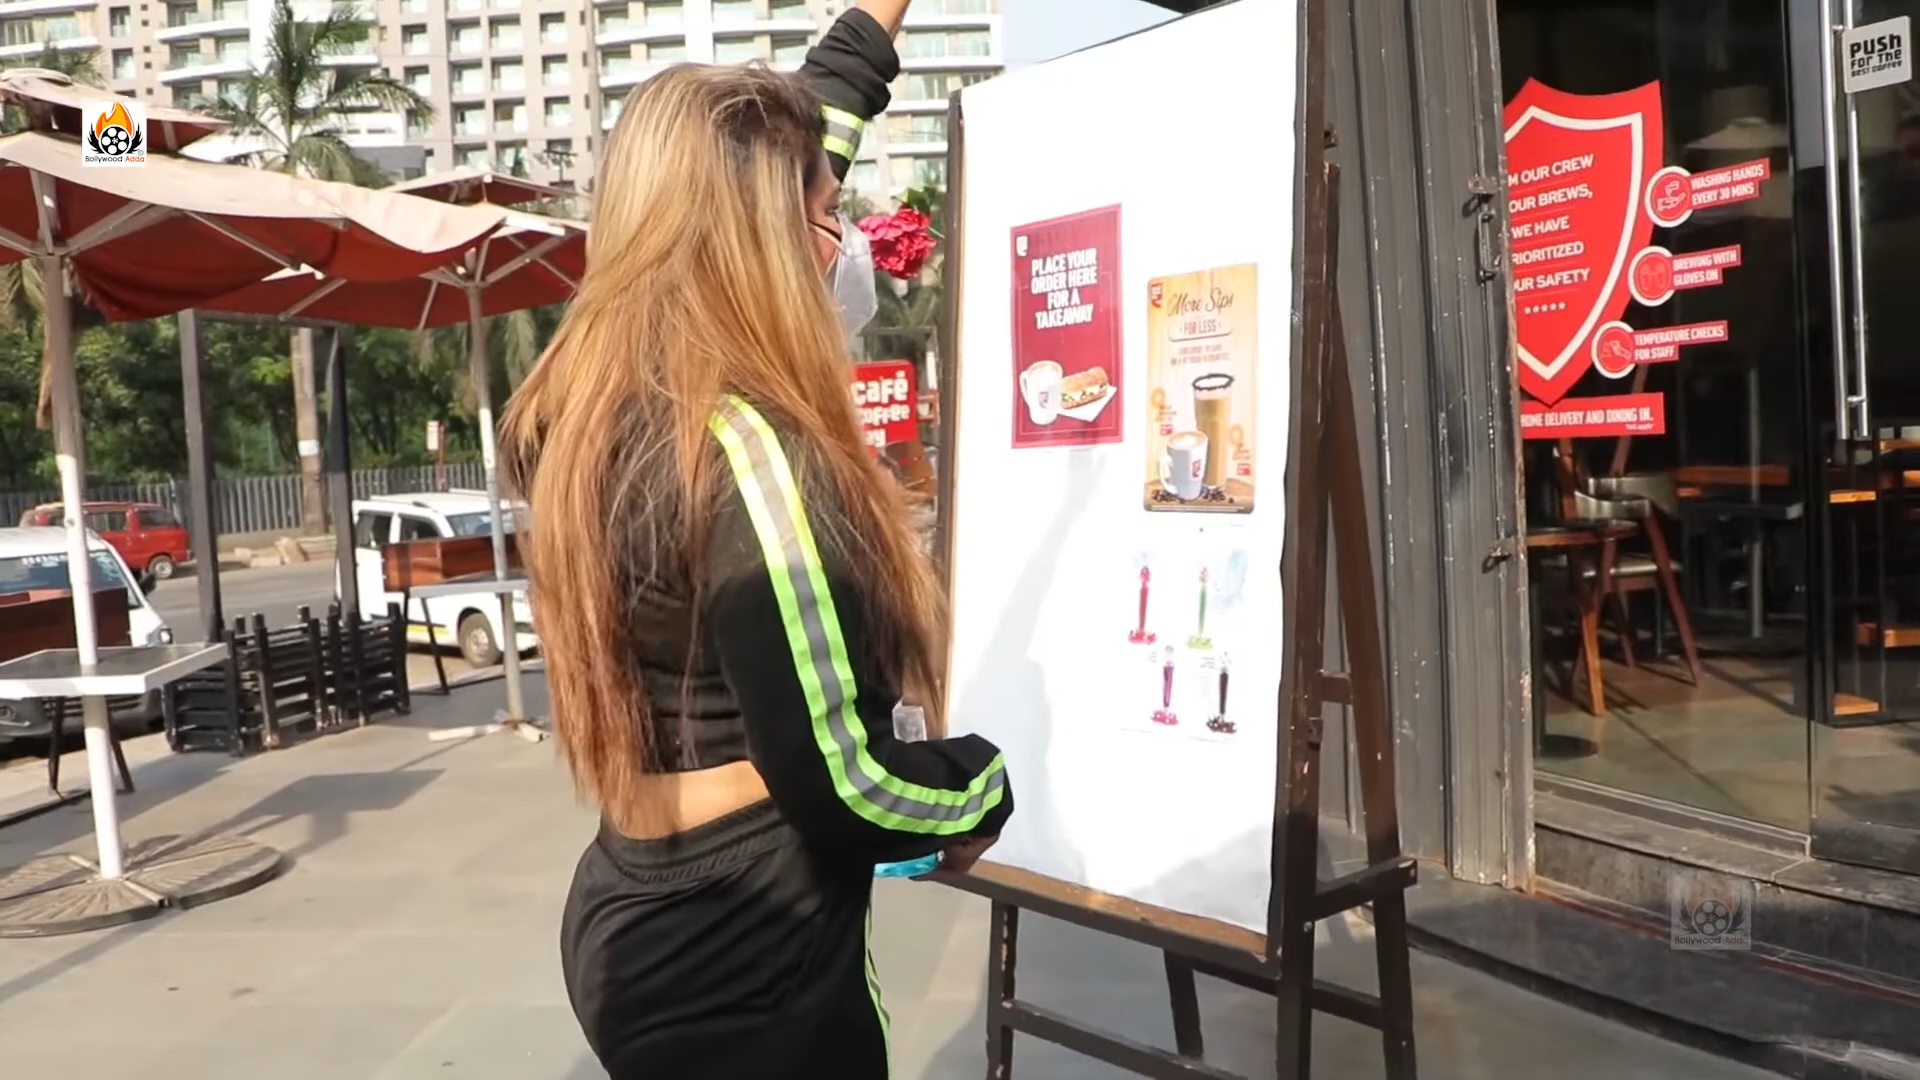 Bollywood Adda
PUSH
FOR THE
BEST COFFEE
M OUR CREW
OUR BREWS,
WE HAVE
RIORITIZED
UR SAFETY
WASHING HANDS
EVERY 30 MINS
BREWING WITH
GLOVES ON
TEMPERATURE CHECKS
FOR STAFF
HOME DELIVERY AND DINING IN.
PLACE YOUR
ORDER HERE
FOR A
TAKEAWAY
More Sips
FOR LESS
Café
Coffee
ay
Bollywood Adda